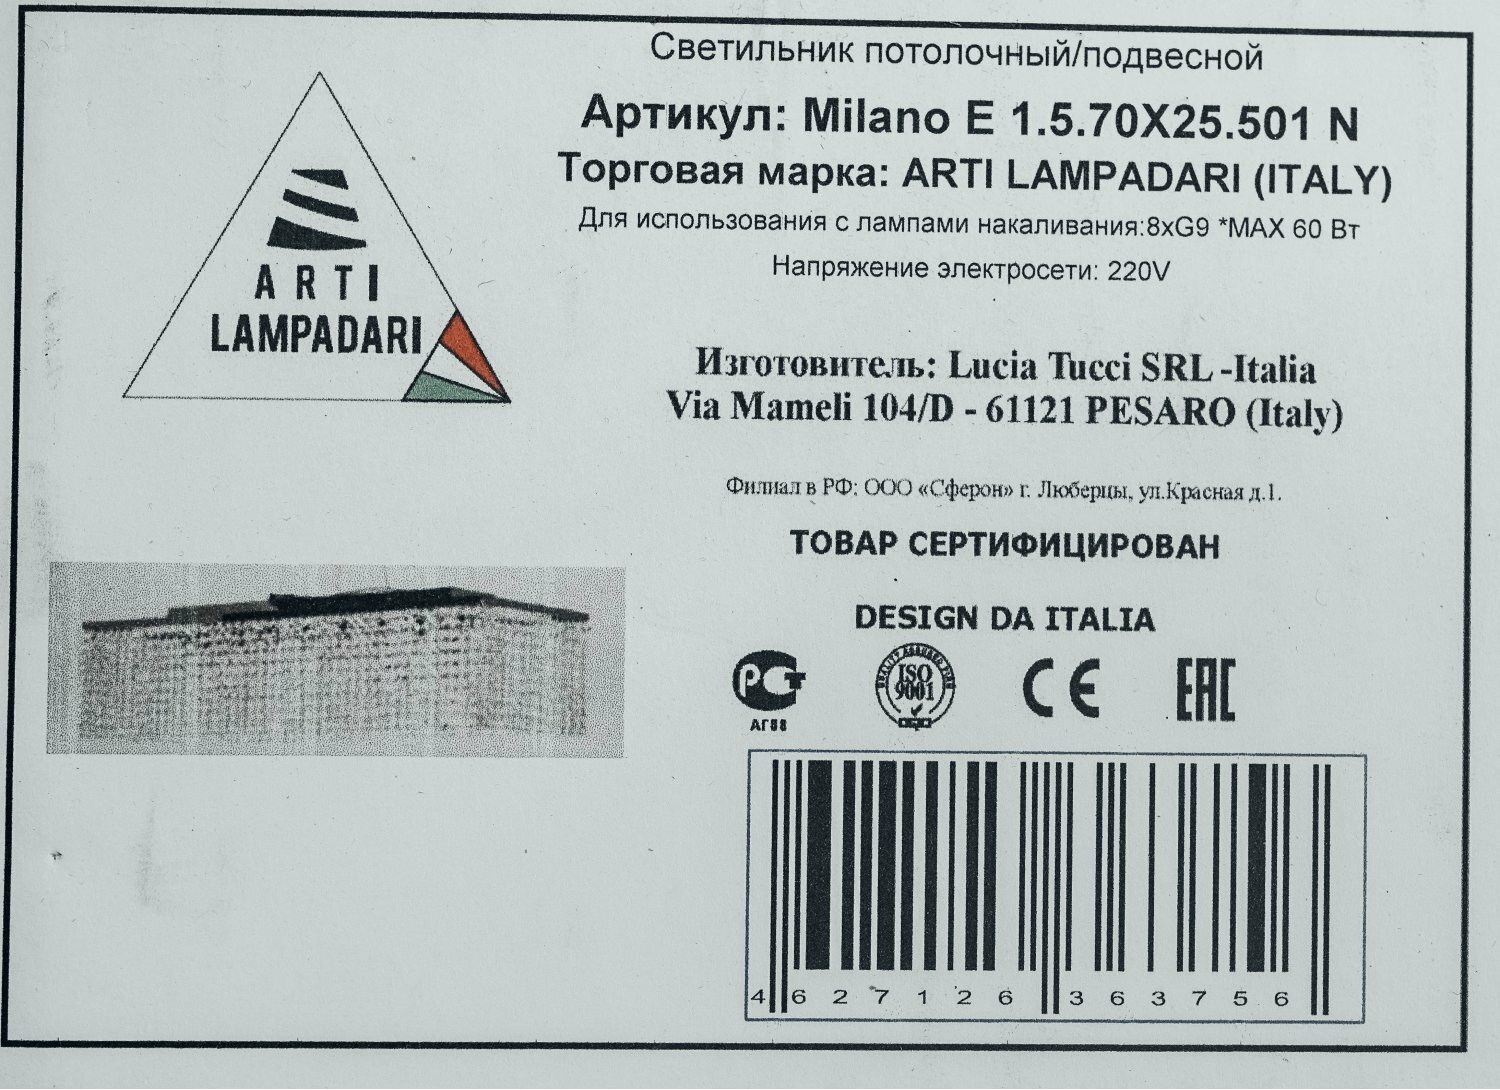 Светильник потолочный/подвесной
Артикул: Milano E 1.5.70X25.501 N
Торговая марка: ARTI LAMPADARI (ITALY)
Для использования с лампами накаливания:8xG9 *MAX 60 Вт
Напряжение электросети: 220V
ARTI
LAMPADARI
Изготовитель: Lucia Tucci SRL -Italia
Via Mameli 104/D - 61121 PESARO (Italy)
Филиал в РФ: ООО «Сферон» г. Люберцы, ул.Красная д.1.
ТОВАР СЕРТИФИЦИРОВАН
DESIGN DA ITALIA
РСТ
АГ88
ISO
9001
CE
EAC
4 627126 363756